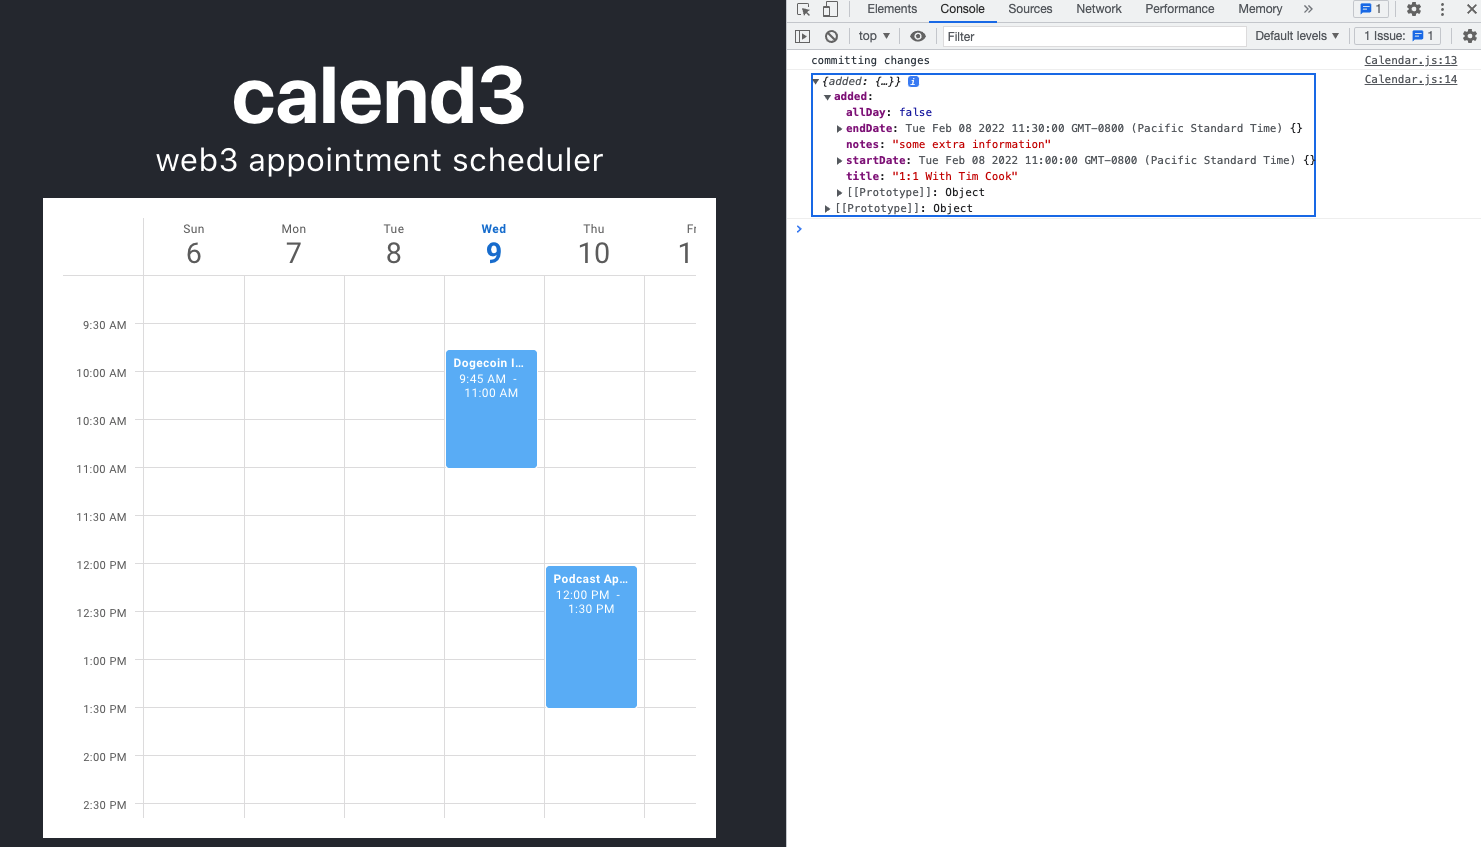 calend3
web3 appointment scheduler
Sun Mon Tue Wed Thu Fr
6 7 8 9 10 1
9:30 AM
10:00 AM
10:30 AM
11:00 AM
11:30 AM
12:00 PM
12:30 PM
1:00 PM
1:30 PM
2:00 PM
2:30 PM
Dogecoin I...
9:45 AM -
11:00 AM
Podcast Ap...
12:00 PM -
1:30 PM
Elements Console Sources Network Performance Memory » 1
top Filter Default levels 1 Issue: 1
committing changes Calendar.js:13
{added: {…}} i Calendar.js:14
added:
allDay: false
endDate: Tue Feb 08 2022 11:30:00 GMT-0800 (Pacific Standard Time) {}
notes: "some extra information"
startDate: Tue Feb 08 2022 11:00:00 GMT-0800 (Pacific Standard Time) {}
title: "1:1 With Tim Cook"
[[Prototype]]: Object
[[Prototype]]: Object